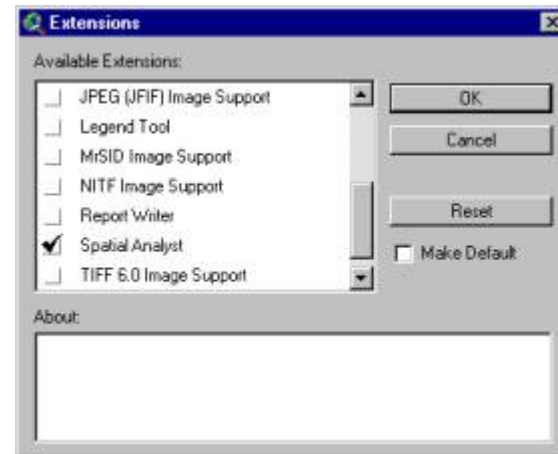 Extensions
Available Extensions:
JPEG (JFIF) Image Support
Legend Tool
MrSID Image Support
NITF Image Support
Report Writer
Spatial Analyst
TIFF 6.0 Image Support
OK
Cancel
Reset
Make Default
About: